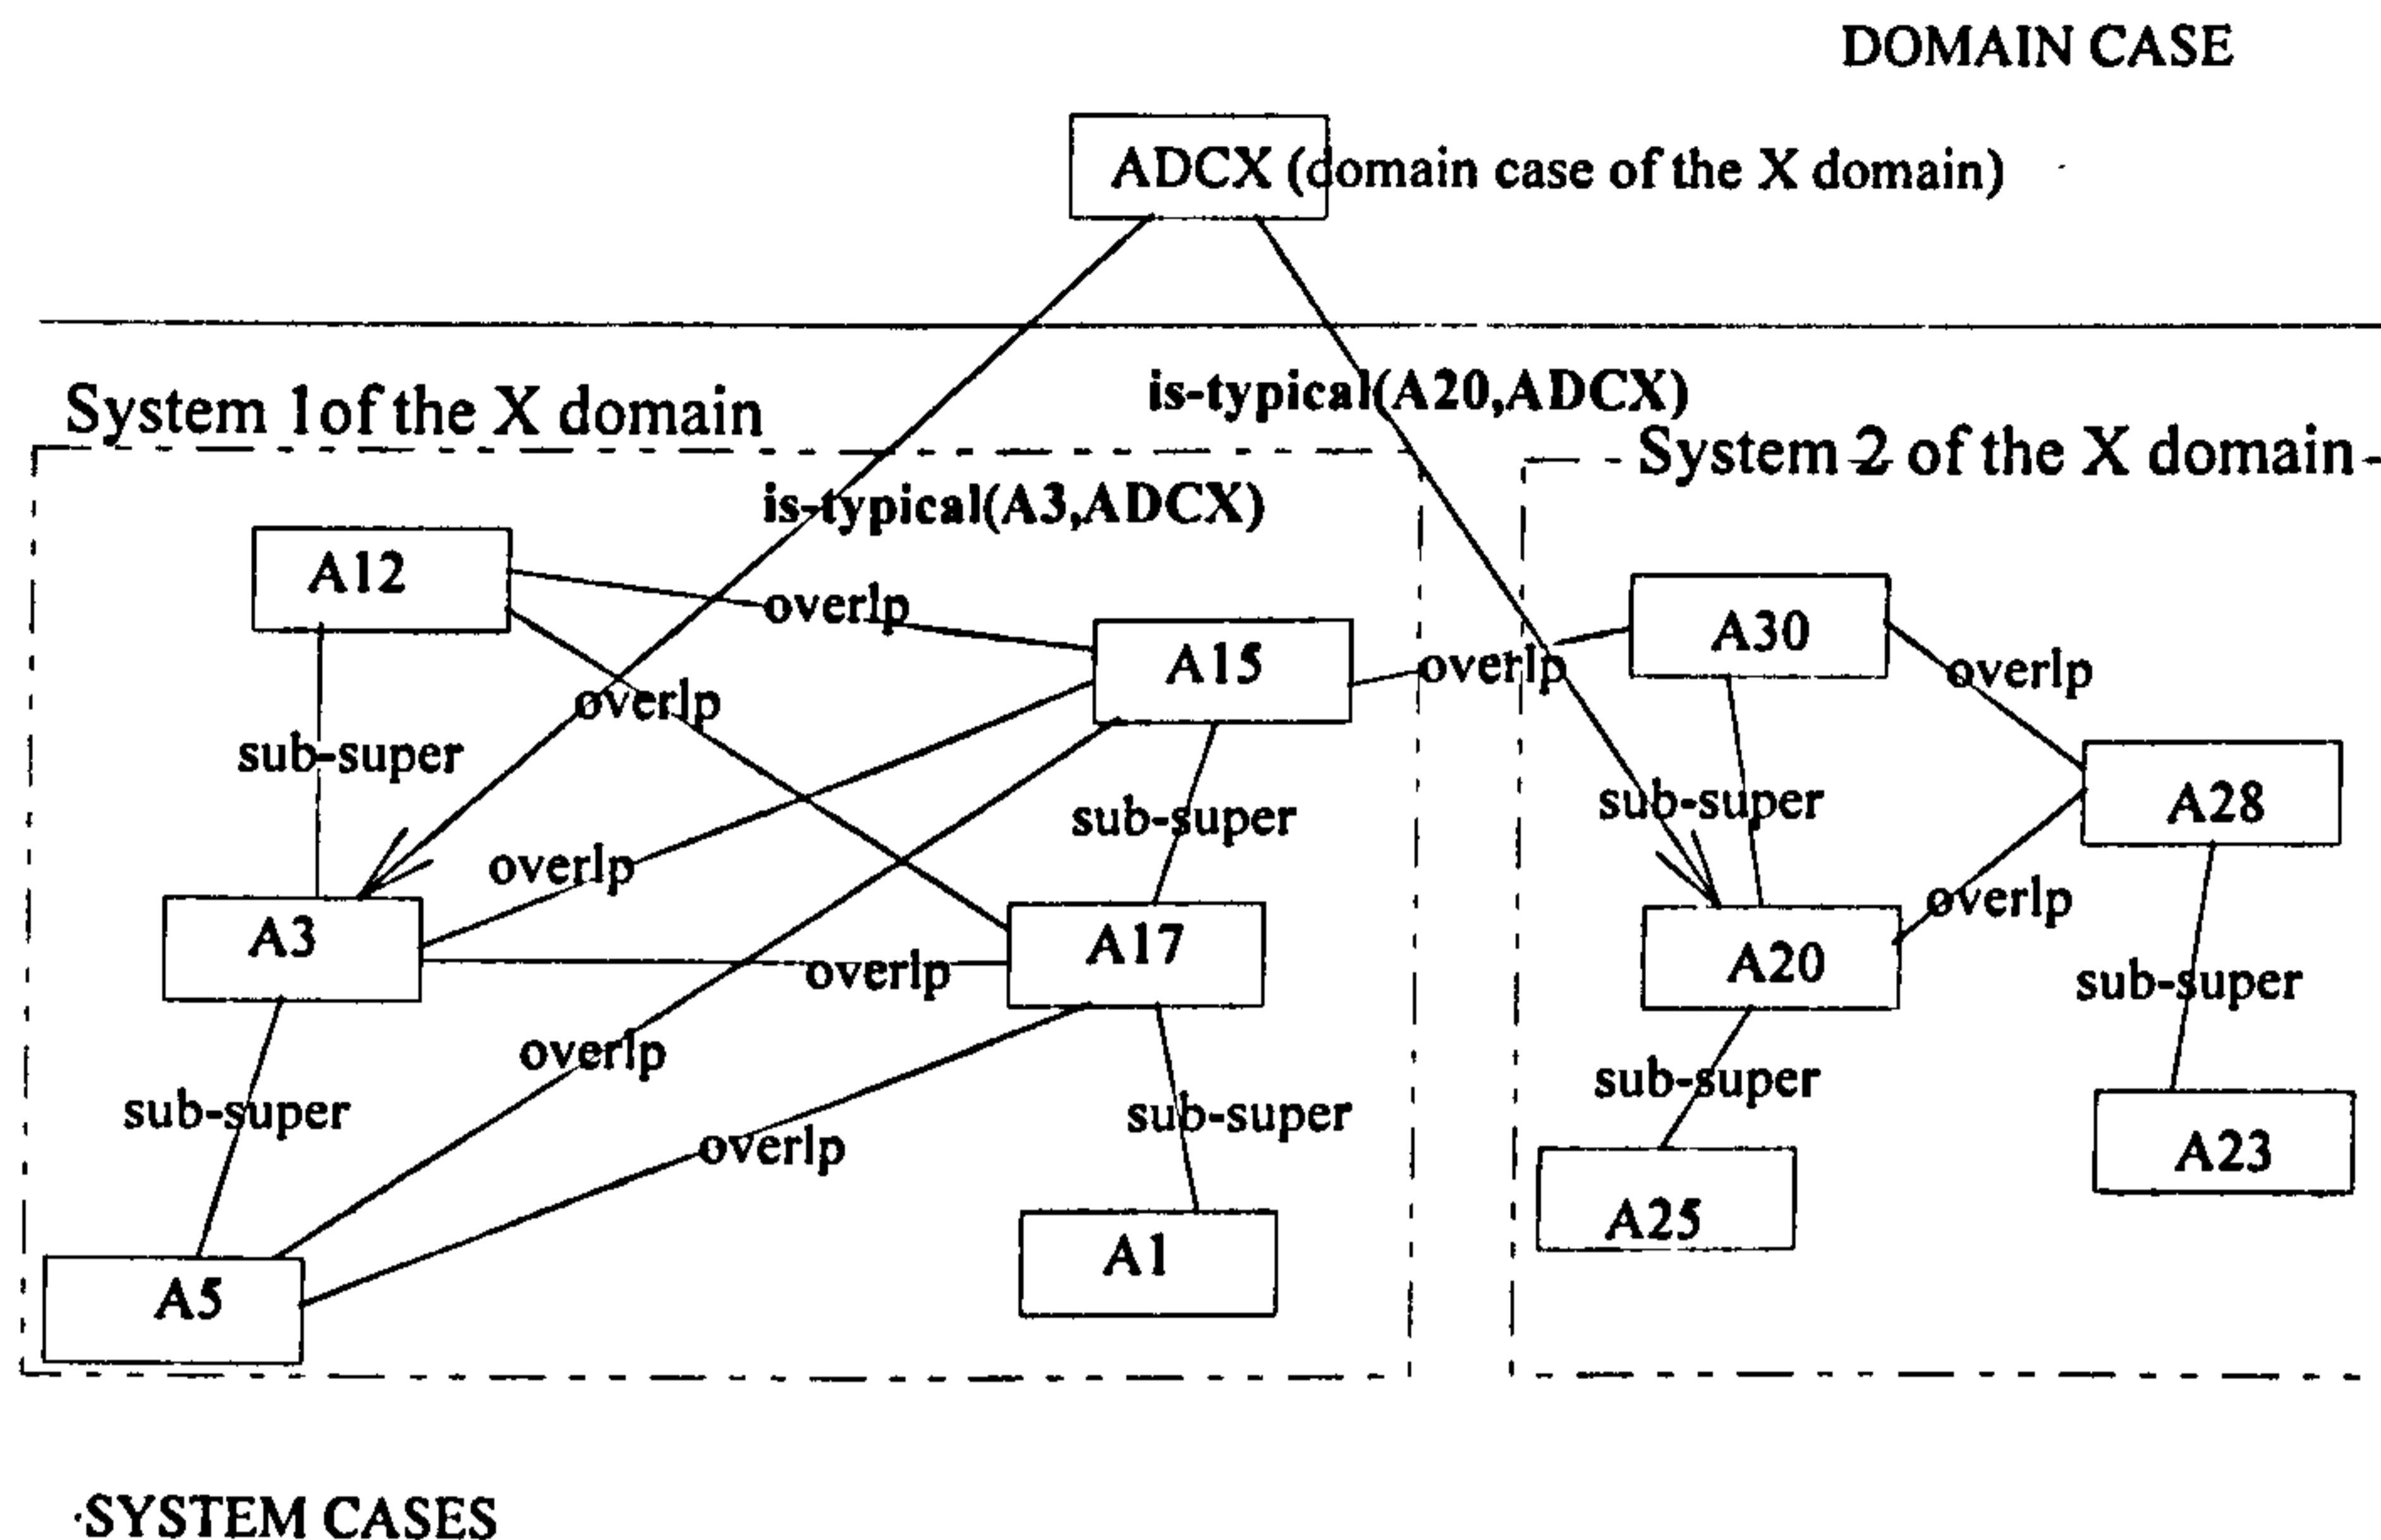 DOMAIN CASE
ADCX (domain case of the X domain)
is-typical(A20,ADCX)
System 1of the X domain
System 2 of the X domain
is-typical(A3,ADCX)
A12
overlp
A30
A15
overlp
overlp
overlp
sub-super
sub-super
A28
sub-super
overlp
overlp
A3
A17
A20
overlp
sub-super
overlp
sub-super
sub-super
sub-super
overlp
A23
A25
A1
A5
SYSTEM CASES